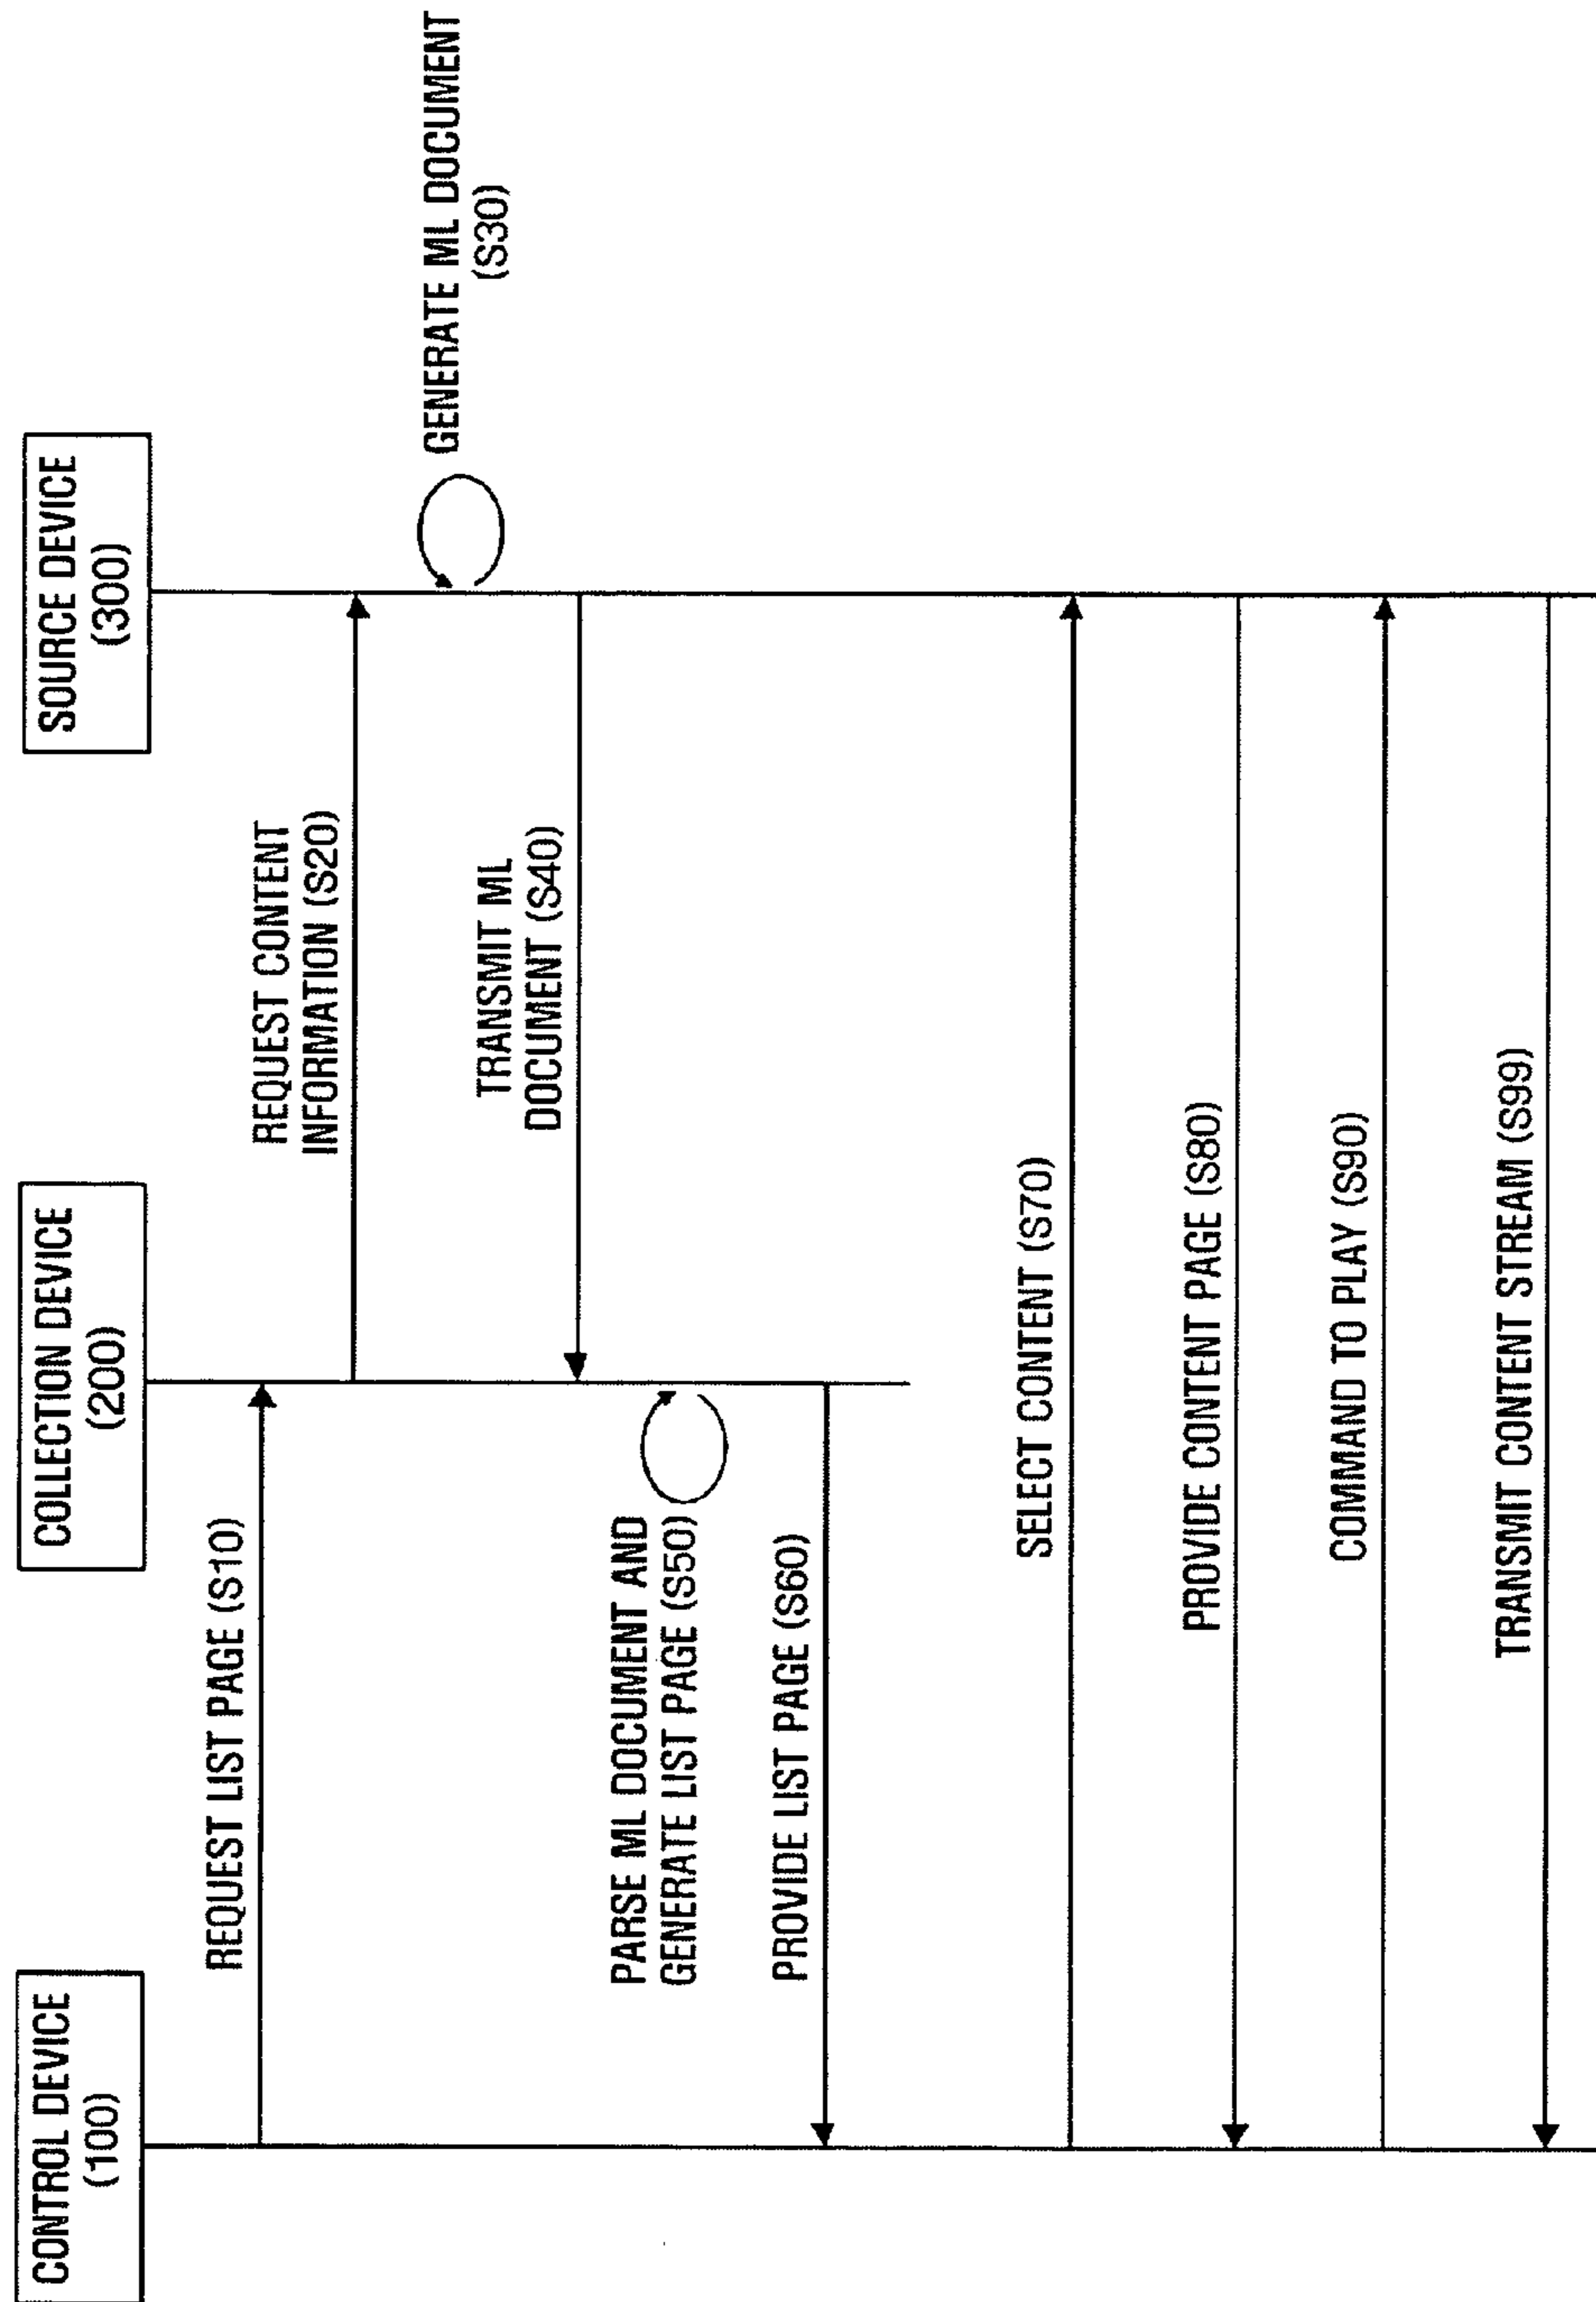 CONTROL DEVICE
(100)
COLLECTION DEVICE
(200)
SOURCE DEVICE
(300)
REQUEST LIST PAGE (S10)
REQUEST CONTENT
INFORMATION (S20)
GENERATE ML DOCUMENT
(S30)
TRANSMIT ML
DOCUMENT (S40)
PARSE ML DOCUMENT AND
GENERATE LIST PAGE (S50)
PROVIDE LIST PAGE (S60)
SELECT CONTENT (S70)
PROVIDE CONTENT PAGE (S80)
COMMAND TO PLAY (S90)
TRANSMIT CONTENT STREAM (S99)